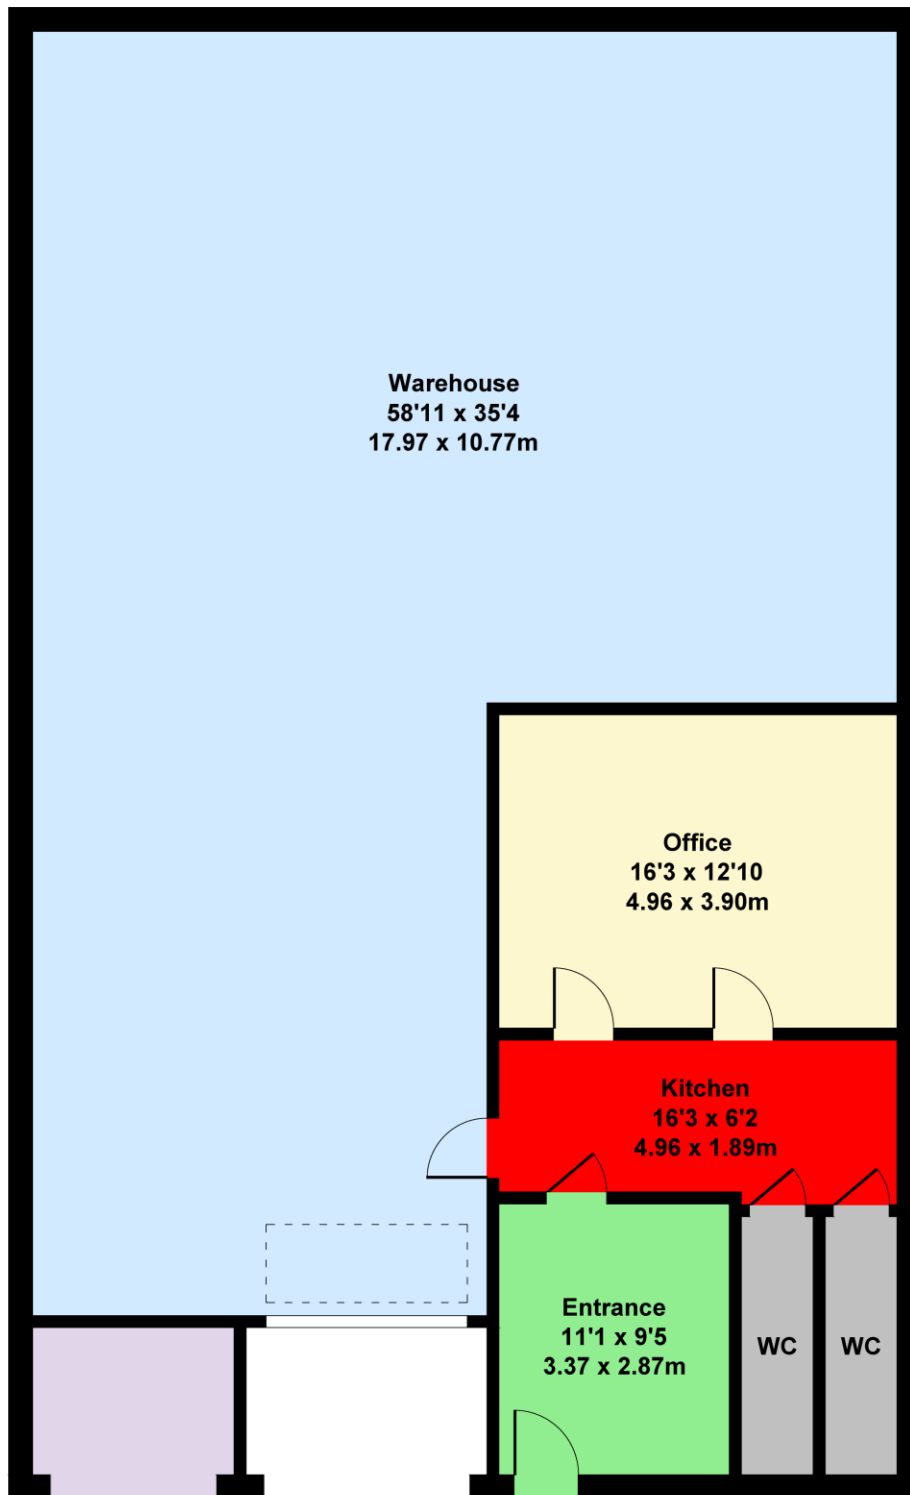 Warehouse
58'11 x 35'4
17.97 x 10.77m
Office
16'3 x 12'10
4.96 x 3.90m
Kitchen
16'3 x 6'2
4.96 x 1.89m
Entrance
11'1 x 9'5
3.37 x 2.87m
WC
WC